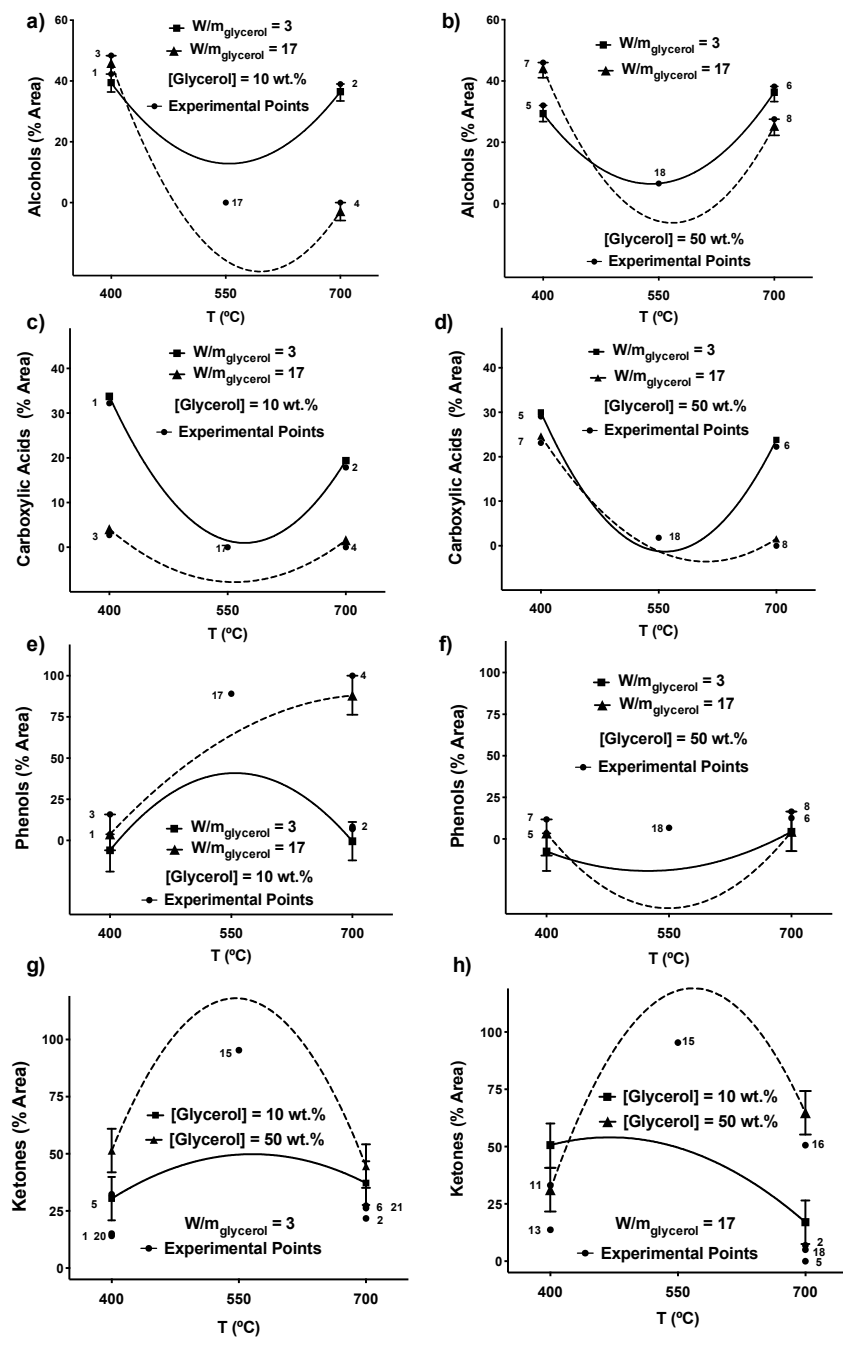 a)
W/mglycerol = 3
W/mglycerol = 17
[Glycerol] = 10 wt.%
Experimental Points
Alcohols (% Area)
60
40
20
0
3
1
2
17
4
400
550
700
T (ºC)
b)
W/mglycerol = 3
W/mglycerol = 17
Alcohols (% Area)
60
40
20
0
7
5
18
6
8
[Glycerol] = 50 wt.%
Experimental Points
400
550
700
T (ºC)
c)
W/mglycerol = 3
W/mglycerol = 17
[Glycerol] = 10 wt.%
Experimental Points
Carboxylic Acids (% Area)
40
30
20
10
0
1
2
3
17
4
400
550
700
T (ºC)
d)
W/mglycerol = 3
W/mglycerol = 17
[Glycerol] = 50 wt.%
Experimental Points
Carboxylic Acids (% Area)
40
30
20
10
0
5
7
6
18
8
400
550
700
T (ºC)
e)
Phenols (% Area)
100
75
50
25
0
17
4
3
1
2
W/mglycerol = 3
W/mglycerol = 17
[Glycerol] = 10 wt.%
Experimental Points
400
550
700
T (ºC)
f)
W/mglycerol = 3
W/mglycerol = 17
[Glycerol] = 50 wt.%
Experimental Points
Phenols (% Area)
100
75
50
25
0
7
5
18
8
6
400
550
700
T (ºC)
g)
Ketones (% Area)
100
75
50
25
0
15
[Glycerol] = 10 wt.%
[Glycerol] = 50 wt.%
5
1 20
6 21
2
W/mglycerol = 3
Experimental Points
400
550
700
T (ºC)
h)
Ketones (% Area)
100
75
50
25
0
15
[Glycerol] = 10 wt.%
[Glycerol] = 50 wt.%
16
11
13
2
18
5
W/mglycerol = 17
Experimental Points
400
550
700
T (ºC)